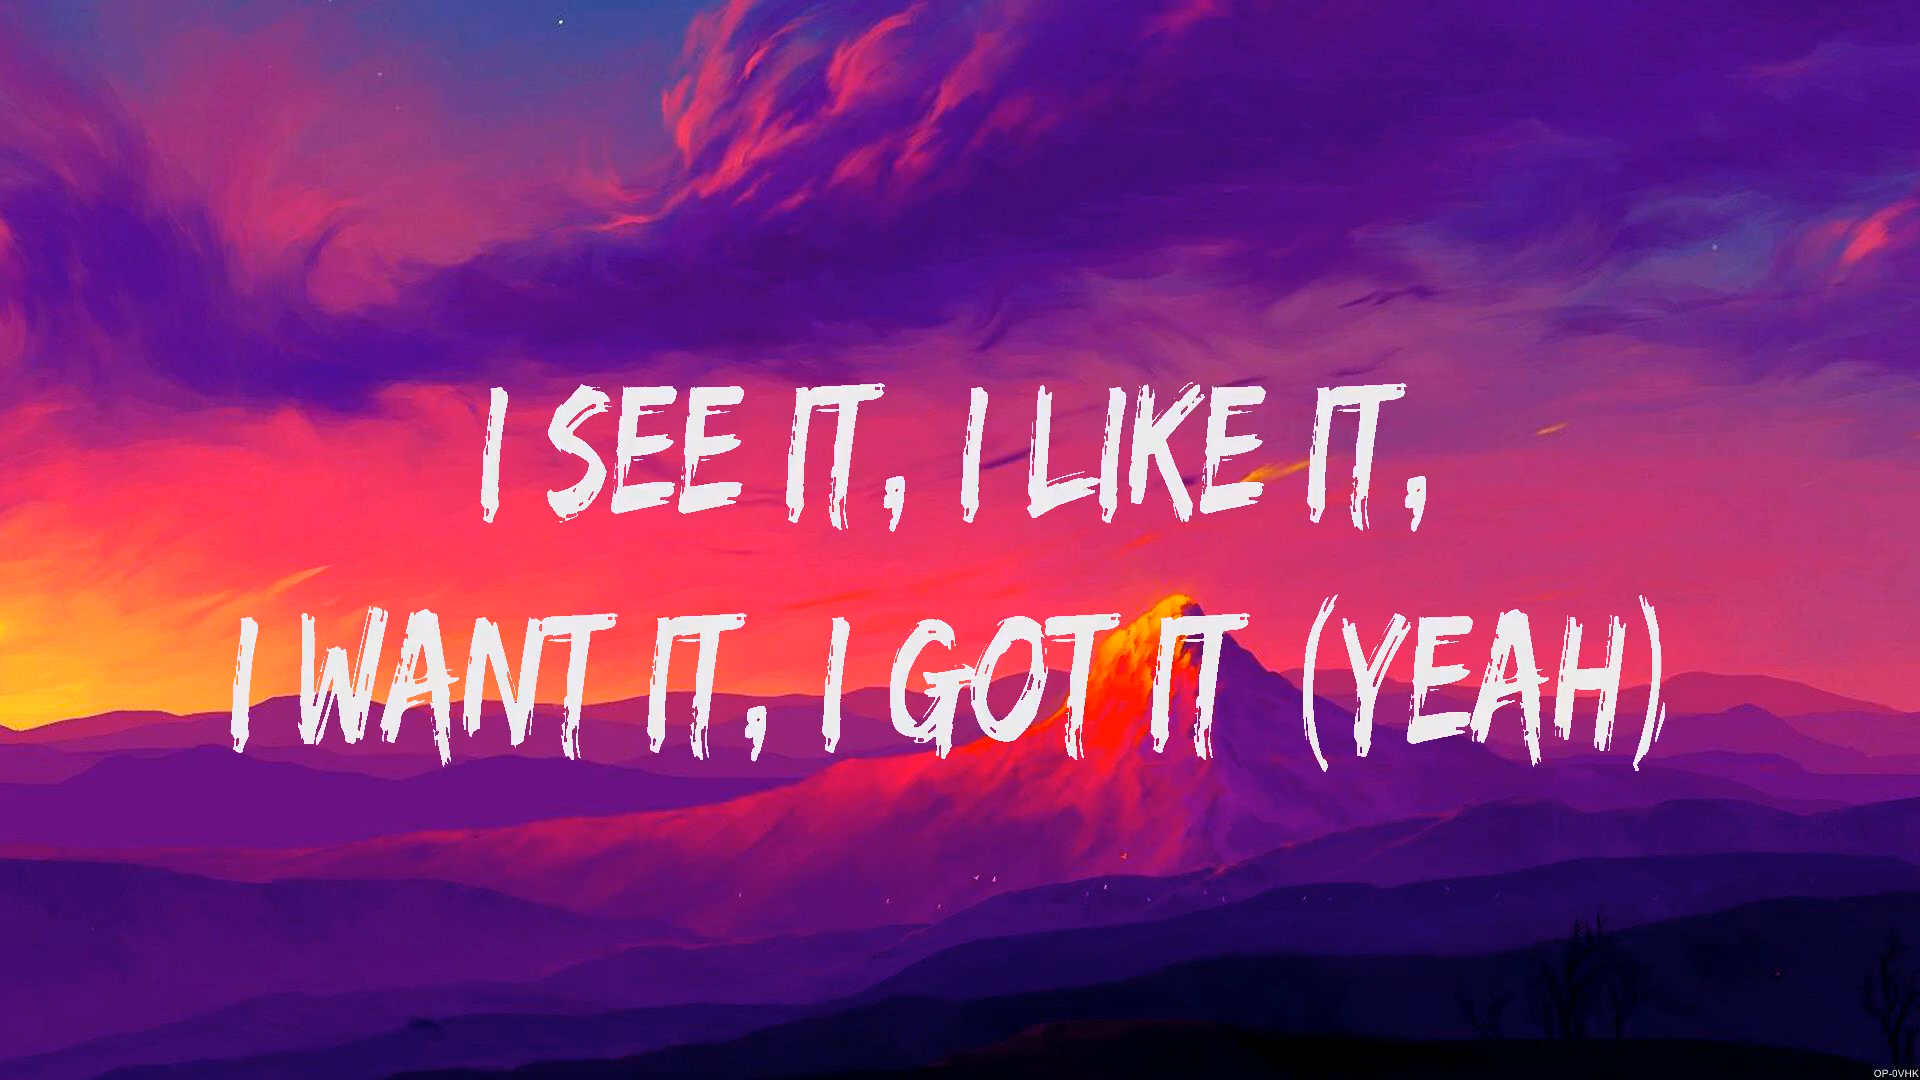 I SEE IT, I LIKE IT,
I WANT IT, I GOT IT (YEAH)
OP-0VHK